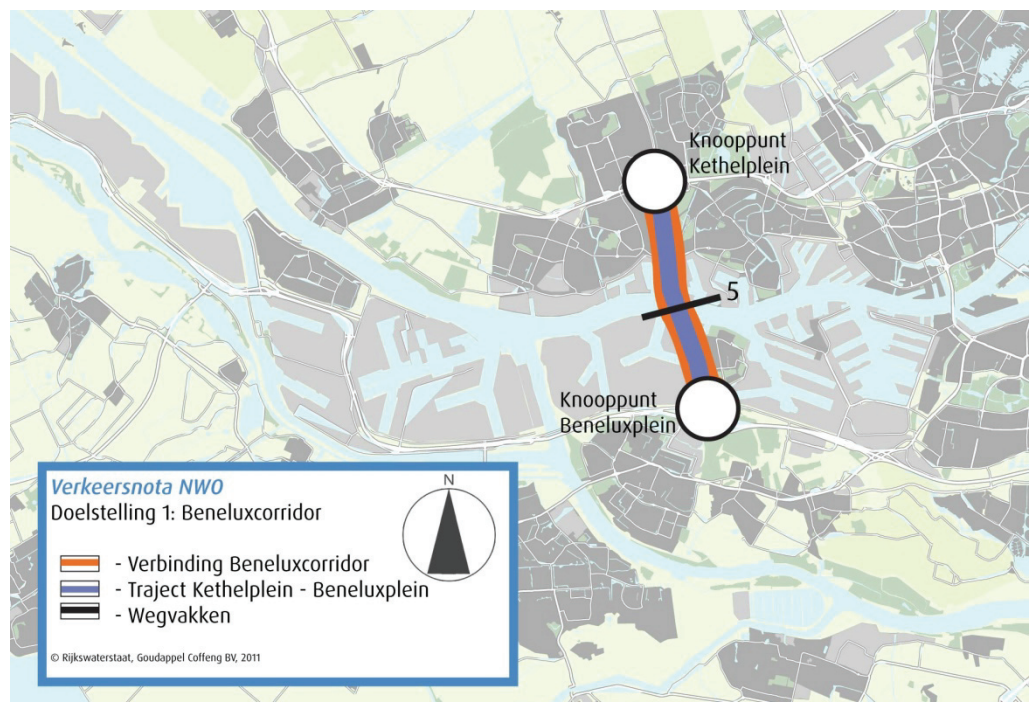 Knooppunt
Kethelplein
5
Knooppunt
Beneluxplein
Verkeersnota NWO
Doelstelling 1: Beneluxcorridor
N
- Verbinding Beneluxcorridor
- Traject Kethelplein - Beneluxplein
- Wegvakken
© Rijkswaterstaat, Goudappel Coffeng BV, 2011